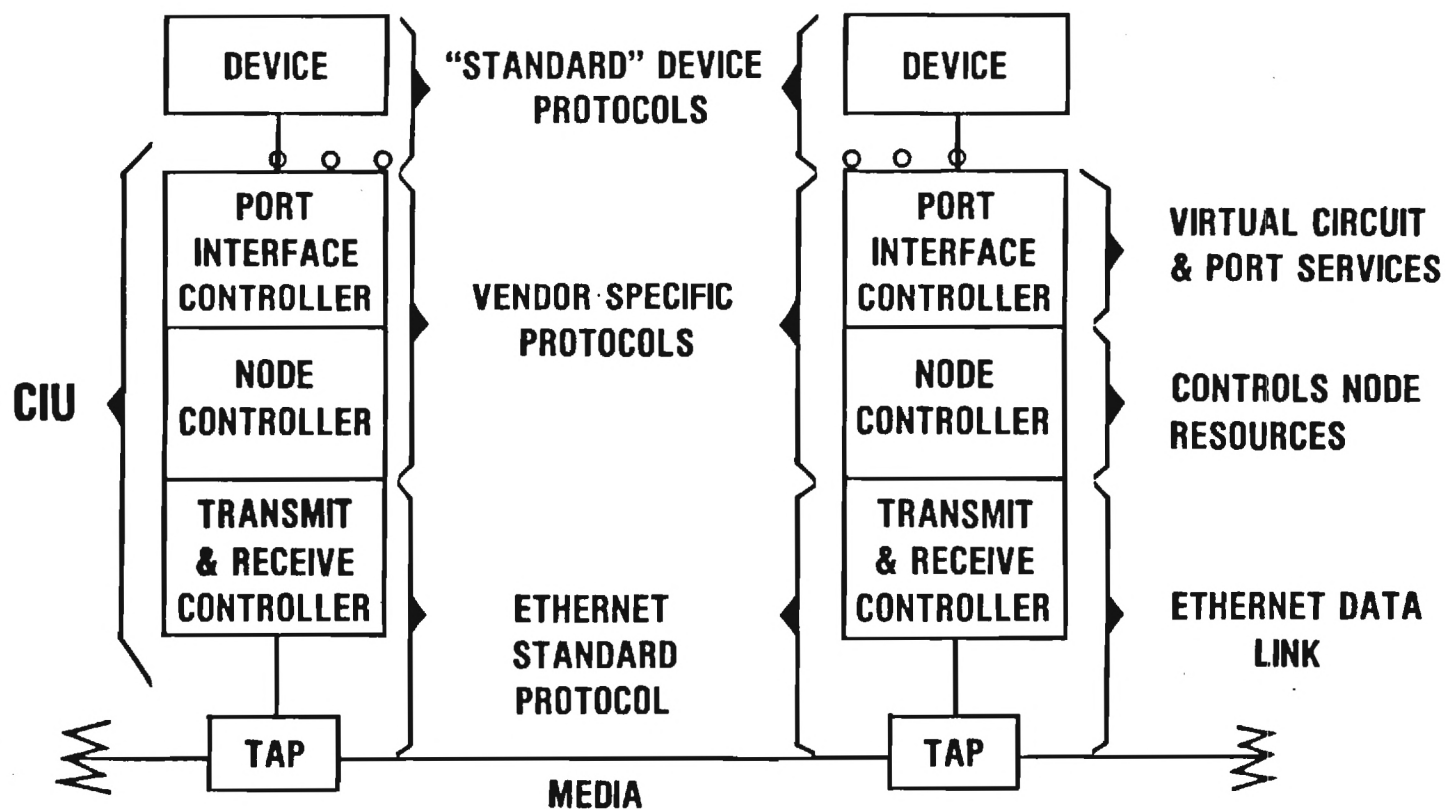 DEVICE
"STANDARD" DEVICE
PROTOCOLS
DEVICE
CIU
PORT
INTERFACE
CONTROLLER
NODE
CONTROLLER
TRANSMIT
& RECEIVE
CONTROLLER
TAP
VENDOR SPECIFIC
PROTOCOLS
ETHERNET
STANDARD
PROTOCOL
MEDIA
PORT
INTERFACE
CONTROLLER
NODE
CONTROLLER
TRANSMIT
& RECEIVE
CONTROLLER
TAP
VIRTUAL CIRCUIT
& PORT SERVICES
CONTROLS NODE
RESOURCES
ETHERNET DATA
LINK